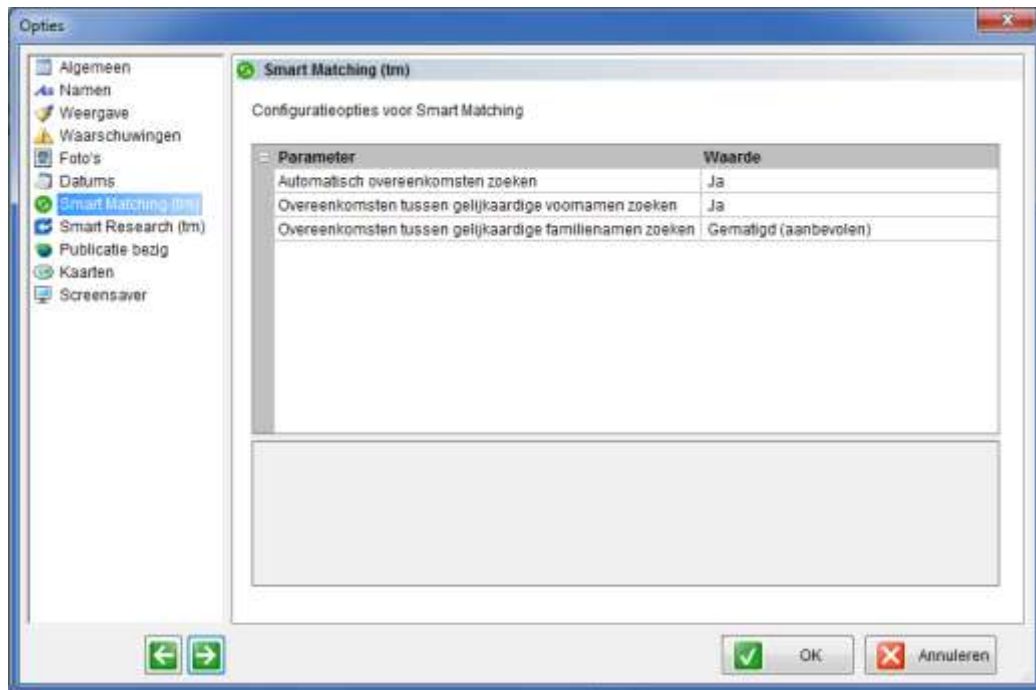 Opties
Algemeen
Namen
Weergave
Waarschuwingen
Foto's
Datums
Smart Matching (tm)
Smart Research (tm)
Publicatie bezig
Kaarten
Screensaver
Smart Matching (tm)
Configuratieopties voor Smart Matching
Parameter Waarde
Automatisch overeenkomsten zoeken Ja
Overeenkomsten tussen gelijkaardige voornamen zoeken Ja
Overeenkomsten tussen gelijkaardige familienamen zoeken Gematigd (aanbevolen)
OK Annuleren